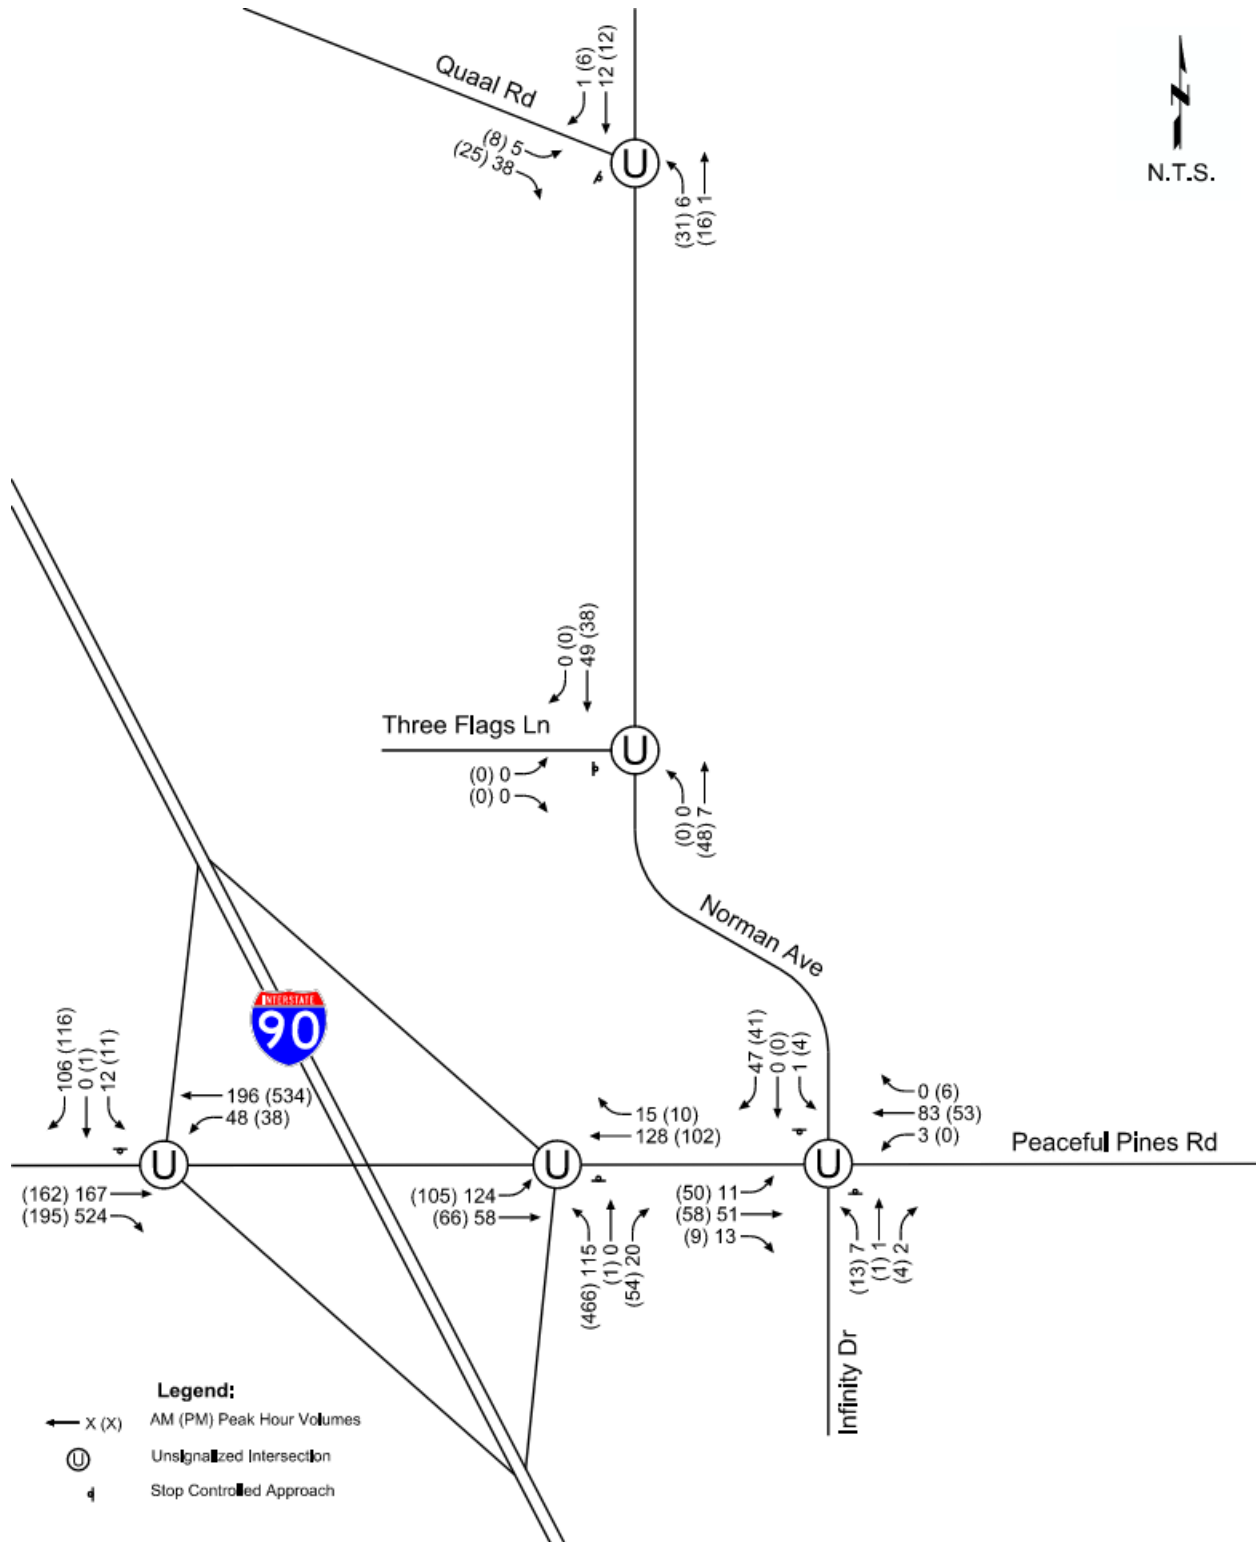 Quaal Rd
1 (6)
12 (12)
(8) 5
(25) 38
U
(31) 6
(16) 1
N
N.T.S.
0 (0)
49 (38)
Three Flags Ln
U
(0) 0
(0) 0
(0) 0
(48) 7
Norman Ave
INTERSTATE
90
106 (116)
0 (1)
12 (11)
196 (534)
48 (38)
U
(162) 167
(195) 524
15 (10)
128 (102)
U
(105) 124
(66) 58
(466) 115
(1) 0
(54) 20
47 (41)
0 (0)
1 (4)
0 (6)
83 (53)
3 (0)
U
Peaceful Pines Rd
(50) 11
(58) 51
(9) 13
(13) 7
(1) 1
(4) 2
Infinity Dr
Legend:
X (X) AM (PM) Peak Hour Volumes
U Unsignalized Intersection
Stop Controlled Approach